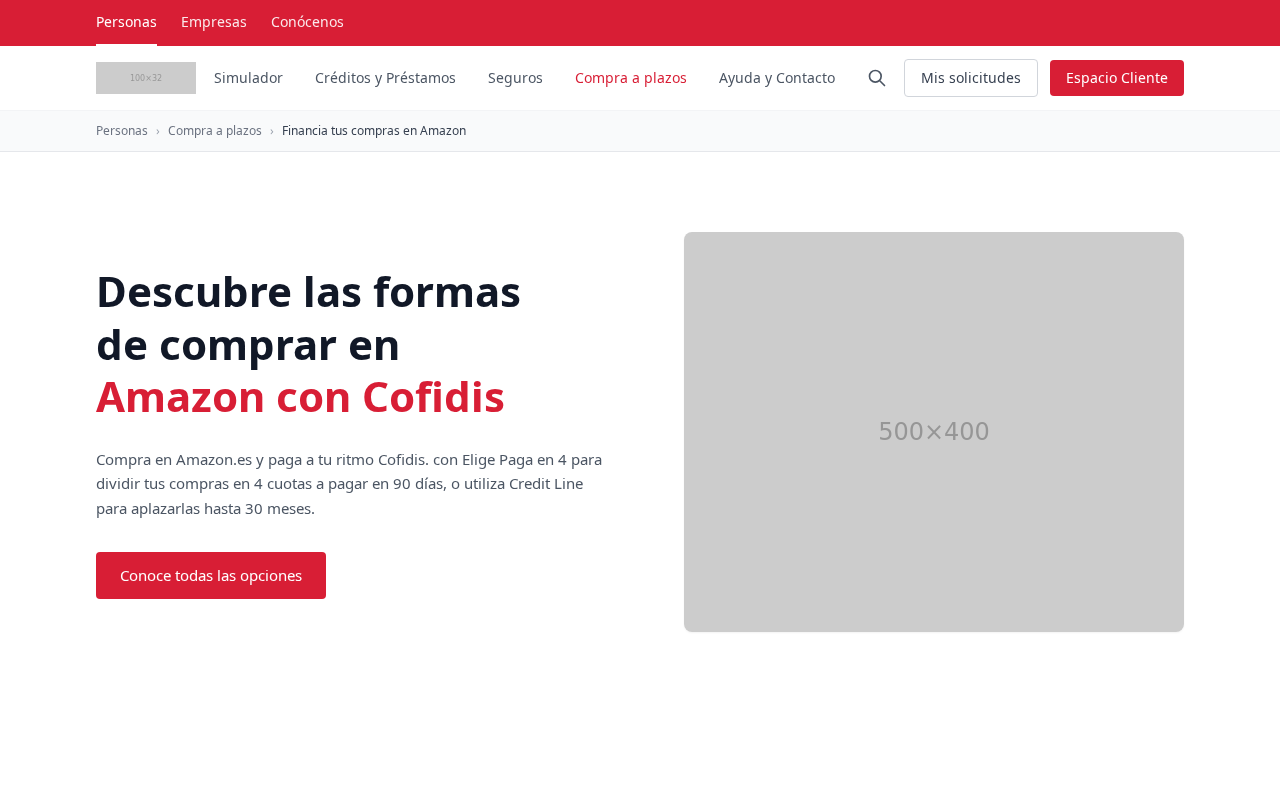 Personas Empresas Conócenos
100×32 Simulador Créditos y Préstamos Seguros Compra a plazos Ayuda y Contacto Mis solicitudes Espacio Cliente
Personas › Compra a plazos › Financia tus compras en Amazon
Descubre las formas
de comprar en
Amazon con Cofidis
Compra en Amazon.es y paga a tu ritmo Cofidis. con Elige Paga en 4 para
dividir tus compras en 4 cuotas a pagar en 90 días, o utiliza Credit Line
para aplazarlas hasta 30 meses.
Conoce todas las opciones
500×400